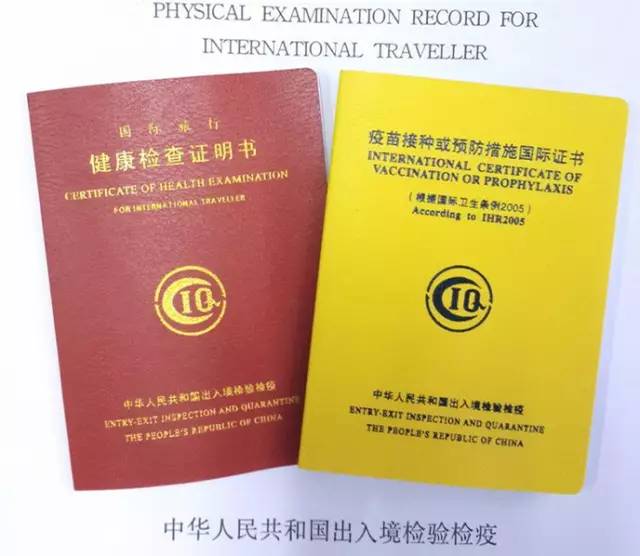 PHYSICAL EXAMINATION RECORD FOR
INTERNATIONAL TRAVELLER
国际旅行
健康检查证明书
CERTIFICATE OF HEALTH EXAMINATION
FOR INTERNATIONAL TRAVELLER
CIQ
中华人民共和国出入境检验检疫
ENTRY-EXIT INSPECTION AND QUARANTINE
THE PEOPLE'S REPUBLIC OF CHINA
疫苗接种或预防措施国际证书
INTERNATIONAL CERTIFICATE OF
VACCINATION OR PROPHYLAXIS
(根据国际卫生条例2005)
According to IHR2005
CIQ
中华人民共和国出入境检验检疫
ENTRY-EXIT INSPECTION AND QUARANTINE
THE PEOPLE'S REPUBLIC OF CHINA
中华人民共和国出入境检验检疫